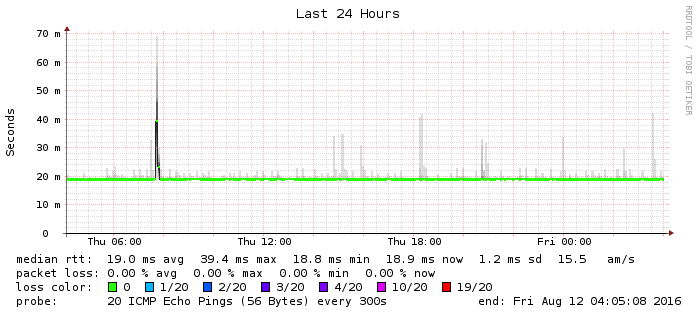 Last 24 Hours
RRDTOOL / TOBI OETIKER
Seconds
70 m
60 m
50 m
40 m
30 m
20 m
10 m
0
Thu 06:00 Thu 12:00 Thu 18:00 Fri 00:00
median rtt: 19.0 ms avg 39.4 ms max 18.8 ms min 18.9 ms now 1.2 ms sd 15.5 am/s
packet loss: 0.00 % avg 0.00 % max 0.00 % min 0.00 % now
loss color: 0 1/20 2/20 3/20 4/20 10/20 19/20
probe: 20 ICMP Echo Pings (56 Bytes) every 300s end: Fri Aug 12 04:05:08 2016